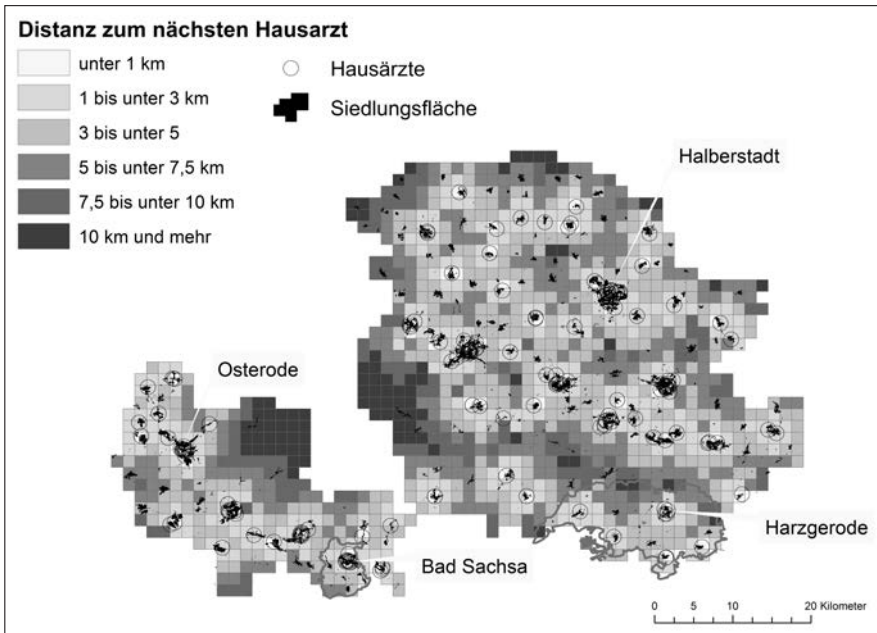 Distanz zum nächsten Hausarzt
unter 1 km
1 bis unter 3 km
3 bis unter 5
5 bis unter 7,5 km
7,5 bis unter 10 km
10 km und mehr
Hausärzte
Siedlungsfläche
Halberstadt
Osterode
Harzgerode
Bad Sachsa
0 5 10 20 Kilometer